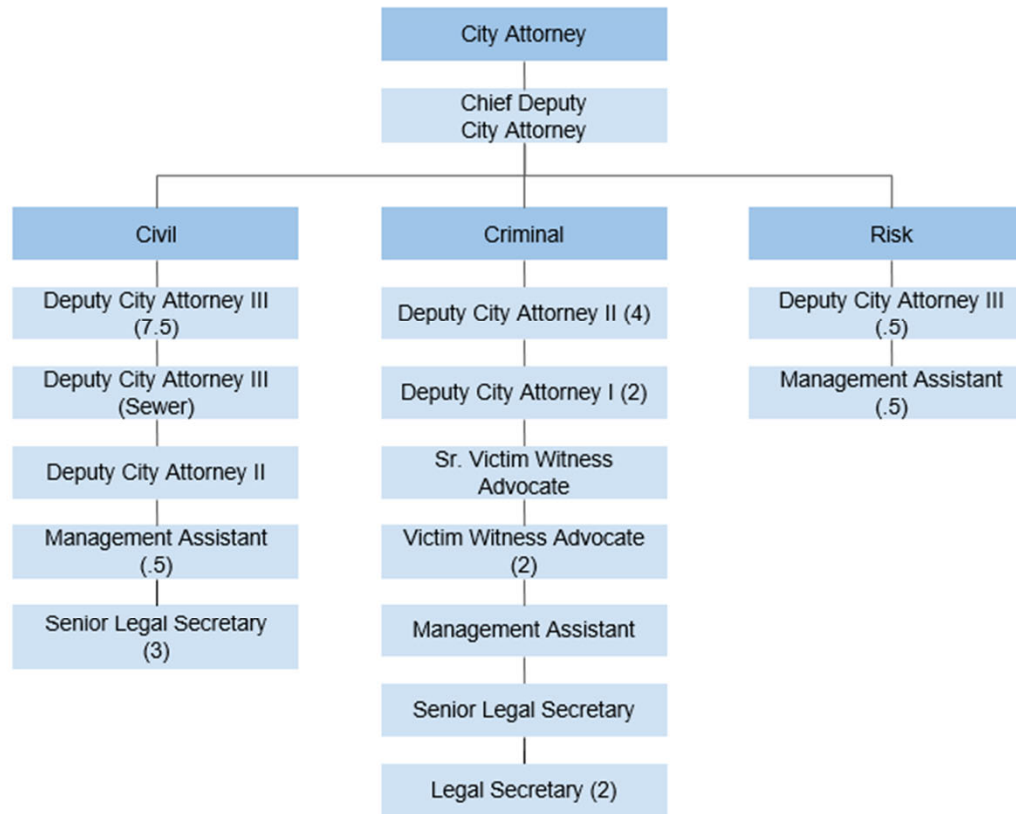 City Attorney
Chief Deputy
City Attorney
Civil
Deputy City Attorney III
(7.5)
Deputy City Attorney III
(Sewer)
Deputy City Attorney II
Management Assistant
(.5)
Senior Legal Secretary
(3)
Criminal
Deputy City Attorney II (4)
Deputy City Attorney I (2)
Sr. Victim Witness
Advocate
Victim Witness Advocate
(2)
Management Assistant
Senior Legal Secretary
Legal Secretary (2)
Risk
Deputy City Attorney III
(.5)
Management Assistant
(.5)